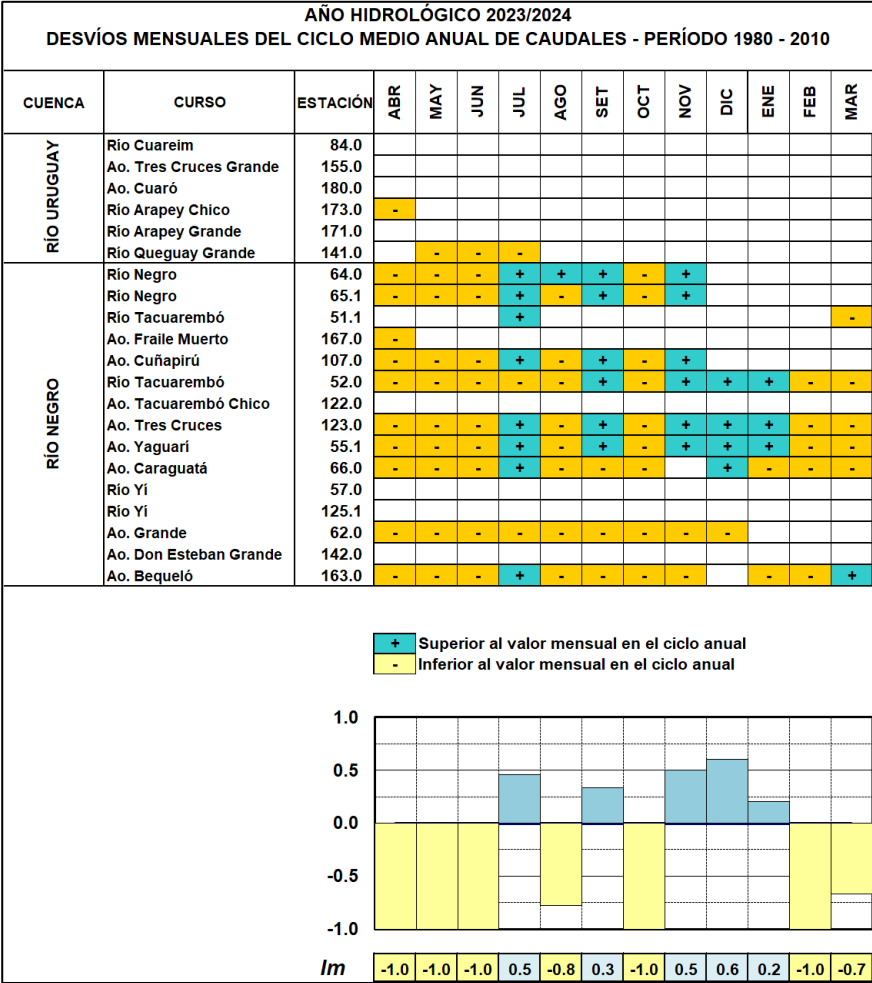 AÑO HIDROLÓGICO 2023/2024
DESVÍOS MENSUALES DEL CICLO MEDIO ANUAL DE CAUDALES - PERÍODO 1980 - 2010
CUENCA CURSO ESTACIÓN ABR MAY JUN JUL AGO SET OCT NOV DIC ENE FEB MAR
RÍO URUGUAY
Río Cuareim 84.0
Ao. Tres Cruces Grande 155.0
Ao. Cuaró 180.0
Río Arapey Chico 173.0 -
Río Arapey Grande 171.0
Río Queguay Grande 141.0 - - -
RÍO NEGRO
Río Negro 64.0 - - - + + + - +
Río Negro 65.1 - - - + - + - +
Río Tacuarembó 51.1 + -
Ao. Fraile Muerto 167.0 -
Ao. Cuñapirú 107.0 - - - + - + - +
Río Tacuarembó 52.0 - - - - - + - + + + - -
Ao. Tacuarembó Chico 122.0
Ao. Tres Cruces 123.0 - - - + - + - + + + - -
Ao. Yaguarí 55.1 - - - + - + - + + + - -
Ao. Caraguatá 66.0 - - - + - - - + - - -
Río Yí 57.0
Río Yí 125.1
Ao. Grande 62.0 - - - - - - - - -
Ao. Don Esteban Grande 142.0
Ao. Bequeló 163.0 - - - + - - - - - - +
+ Superior al valor mensual en el ciclo anual
- Inferior al valor mensual en el ciclo anual
1.0
0.5
0.0
-0.5
-1.0
Im -1.0 -1.0 -1.0 0.5 -0.8 0.3 -1.0 0.5 0.6 0.2 -1.0 -0.7